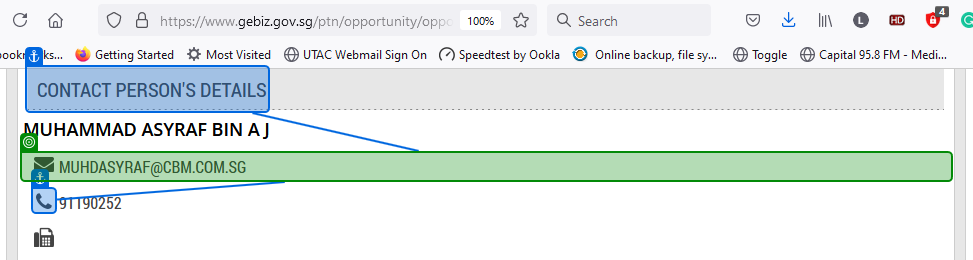 https://www.gebiz.gov.sg/ptn/opportunity/oppo
100%
Search
L
HD
4
bookmarks...
Getting Started
Most Visited
UTAC Webmail Sign On
Speedtest by Ookla
Online backup, file sy...
Toggle
Capital 95.8 FM - Medi...
CONTACT PERSON'S DETAILS
MUHAMMAD ASYRAF BIN A J
MUHDASYRAF@CBM.COM.SG
91190252